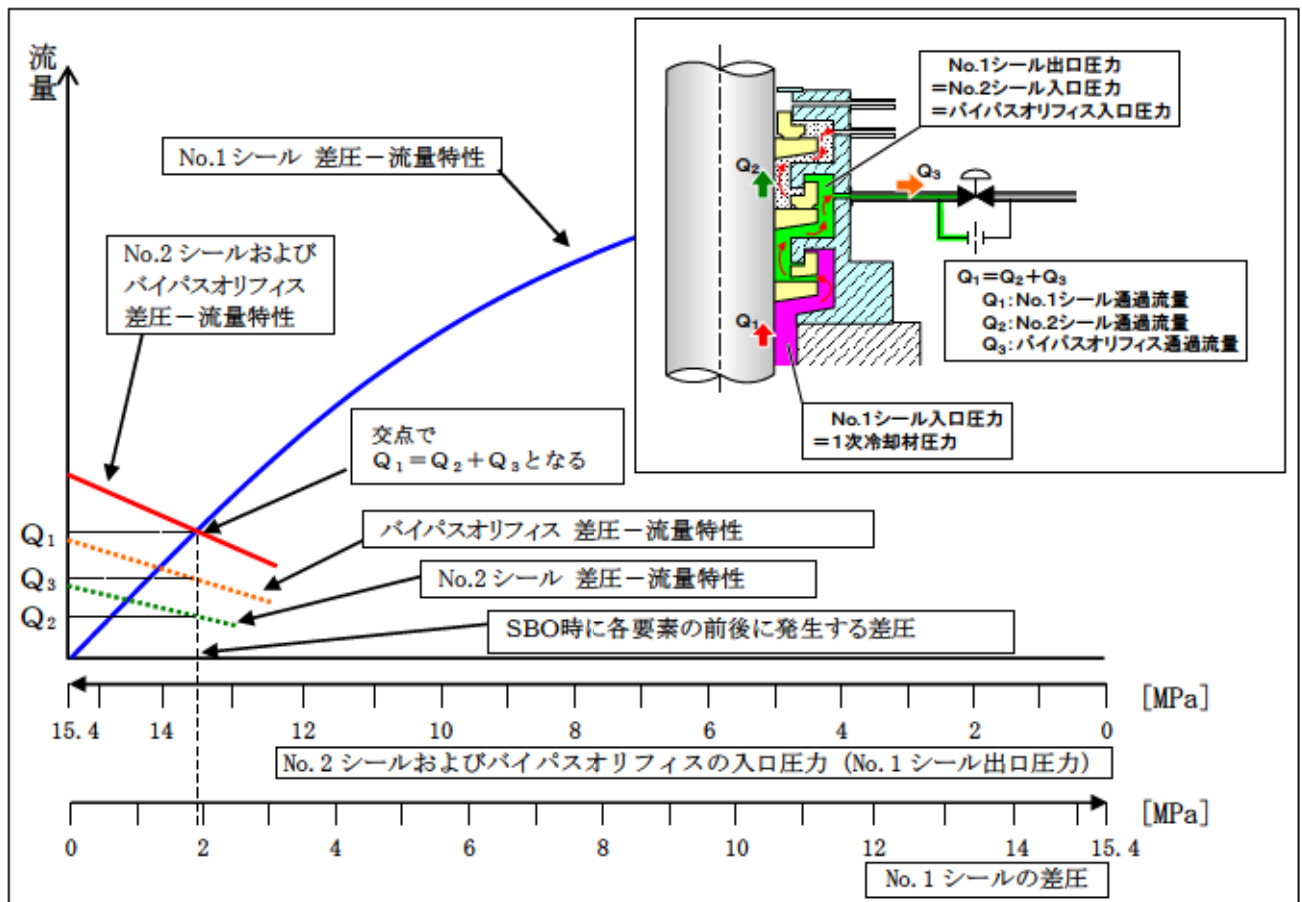 流
量
No.1シール 差圧－流量特性
No.2 シールおよび
バイパスオリフィス
差圧－流量特性
交点で
Q₁＝Q₂＋Q₃となる
バイパスオリフィス 差圧－流量特性
No.2 シール 差圧－流量特性
SBO時に各要素の前後に発生する差圧
Q₁
Q₃
Q₂
No.1シール出口圧力
＝No.2シール入口圧力
＝バイパスオリフィス入口圧力
Q₂
Q₃
Q₁
Q₁＝Q₂＋Q₃
Q₁：No.1シール通過流量
Q₂：No.2シール通過流量
Q₃：バイパスオリフィス通過流量
No.1シール入口圧力
＝1次冷却材圧力
[MPa]
15.4 14 12 10 8 6 4 2 0
No.2 シールおよびバイパスオリフィスの入口圧力 (No.1 シール出口圧力)
[MPa]
0 2 4 6 8 10 12 14 15.4
No.1 シールの差圧